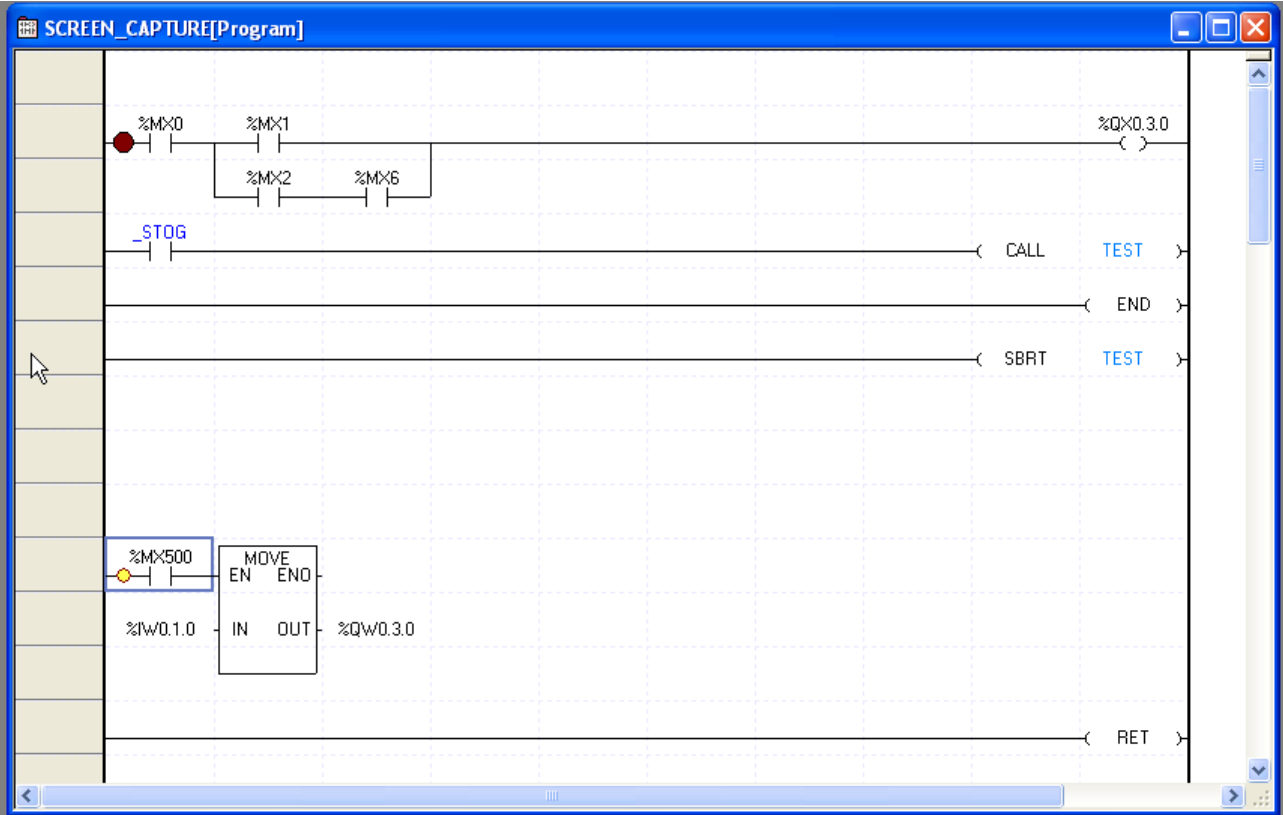 SCREEN_CAPTURE[Program]
%MX0 %MX1 %QX0.3.0
%MX2 %MX6
_STOG
CALL TEST
END
SBRT TEST
%MX500 MOVE
EN ENO
%IW0.1.0 IN OUT %QW0.3.0
RET